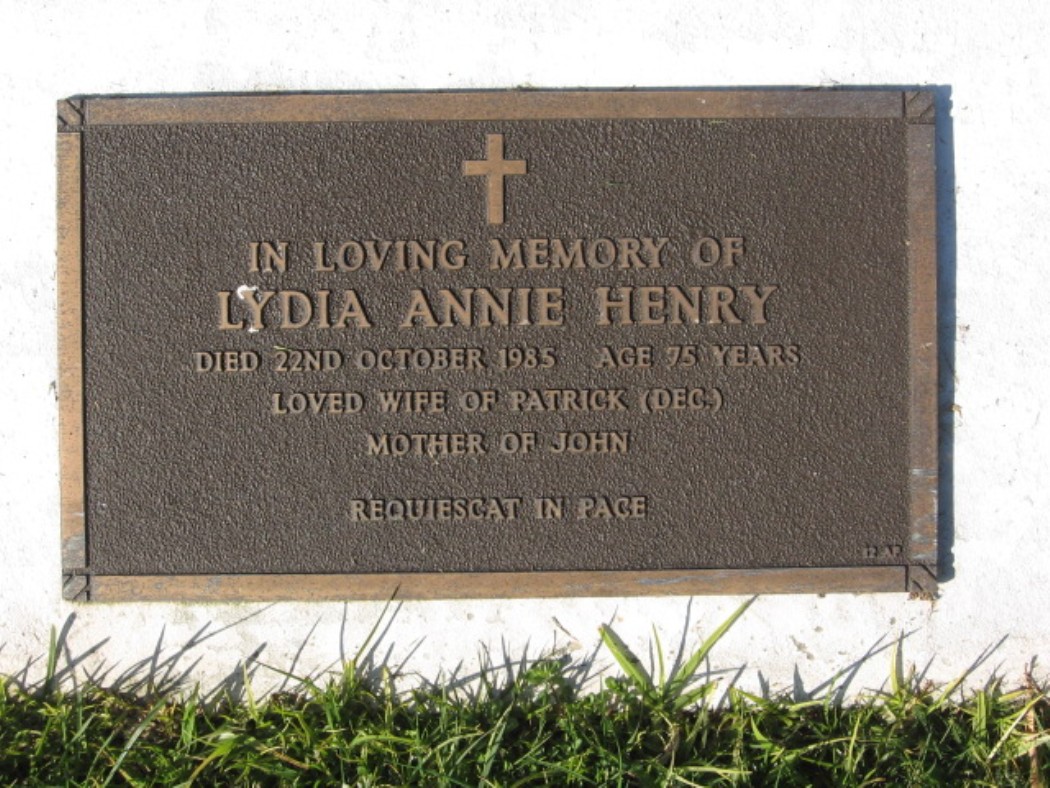 IN LOVING MEMORY OF
LYDIA ANNIE HENRY
DIED 22ND OCTOBER 1985 AGE 75 YEARS
LOVED WIFE OF PATRICK (DEC.)
MOTHER OF JOHN
REQUIESCAT IN PACE